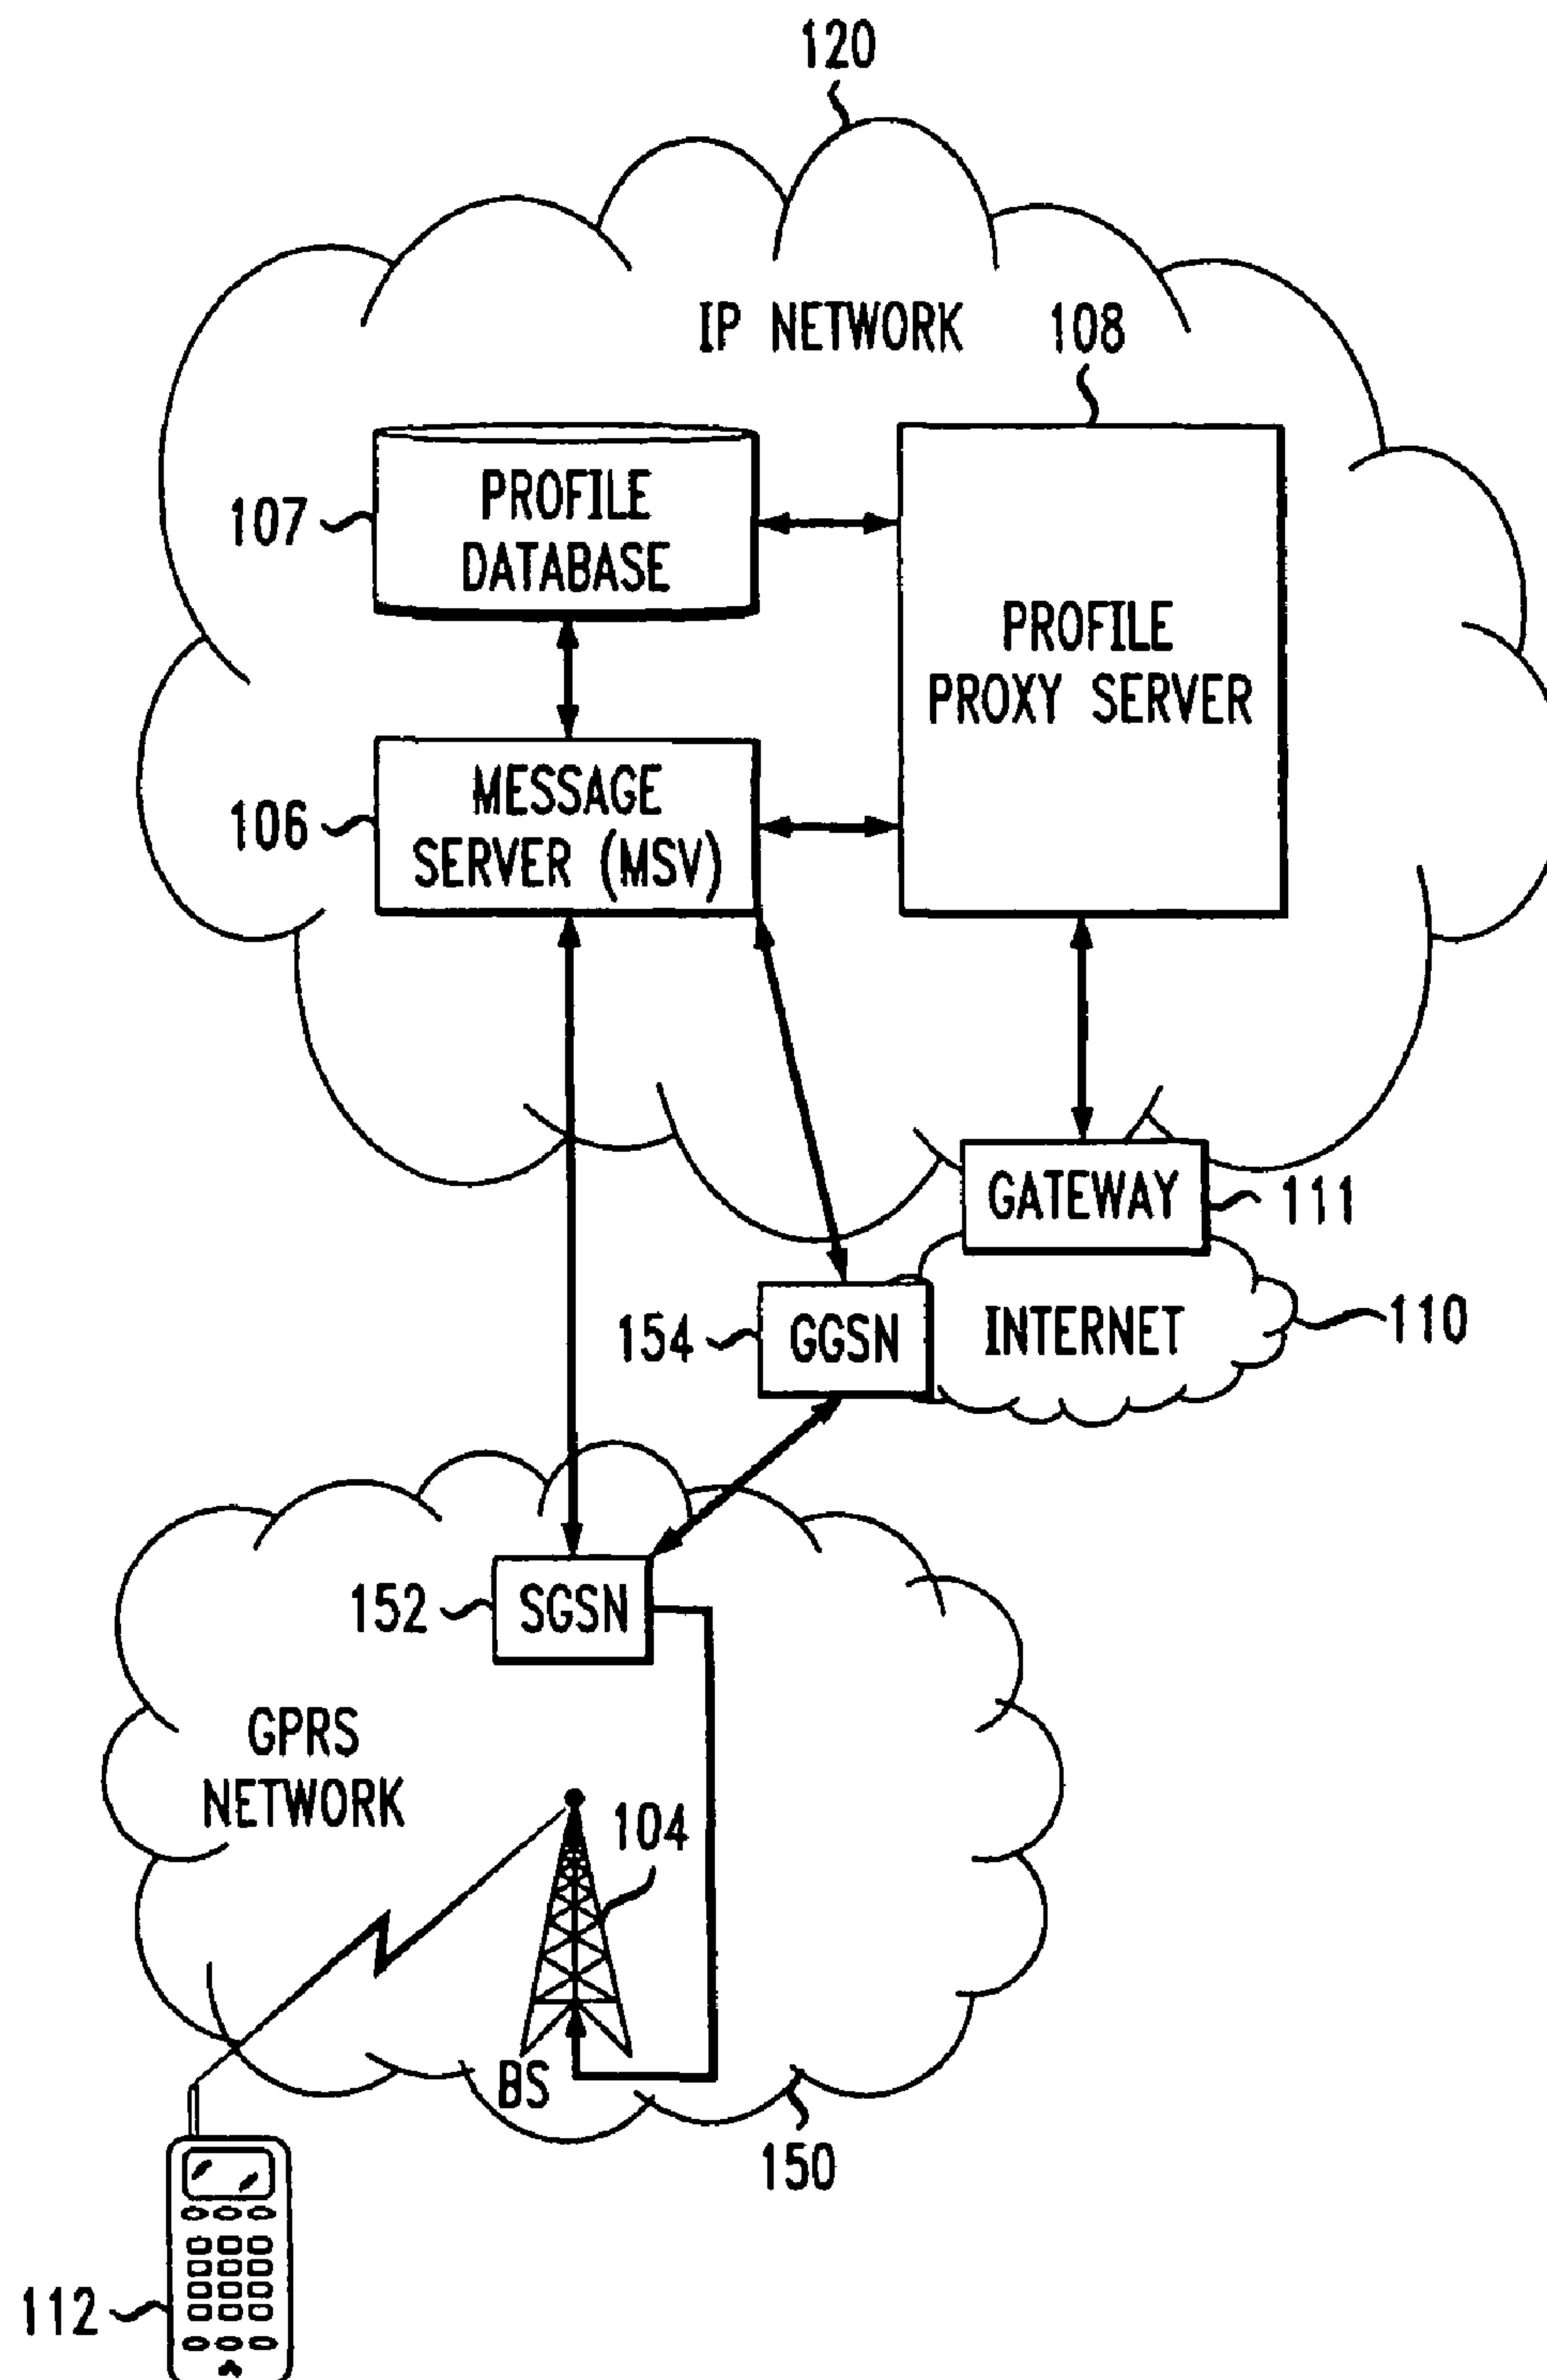 120
IP NETWORK
108
PROFILE
DATABASE
107
PROFILE
PROXY SERVER
MESSAGE
SERVER (MSV)
106
GATEWAY
111
154
GGSN
INTERNET
110
152
SGSN
GPRS
NETWORK
104
BS
150
112